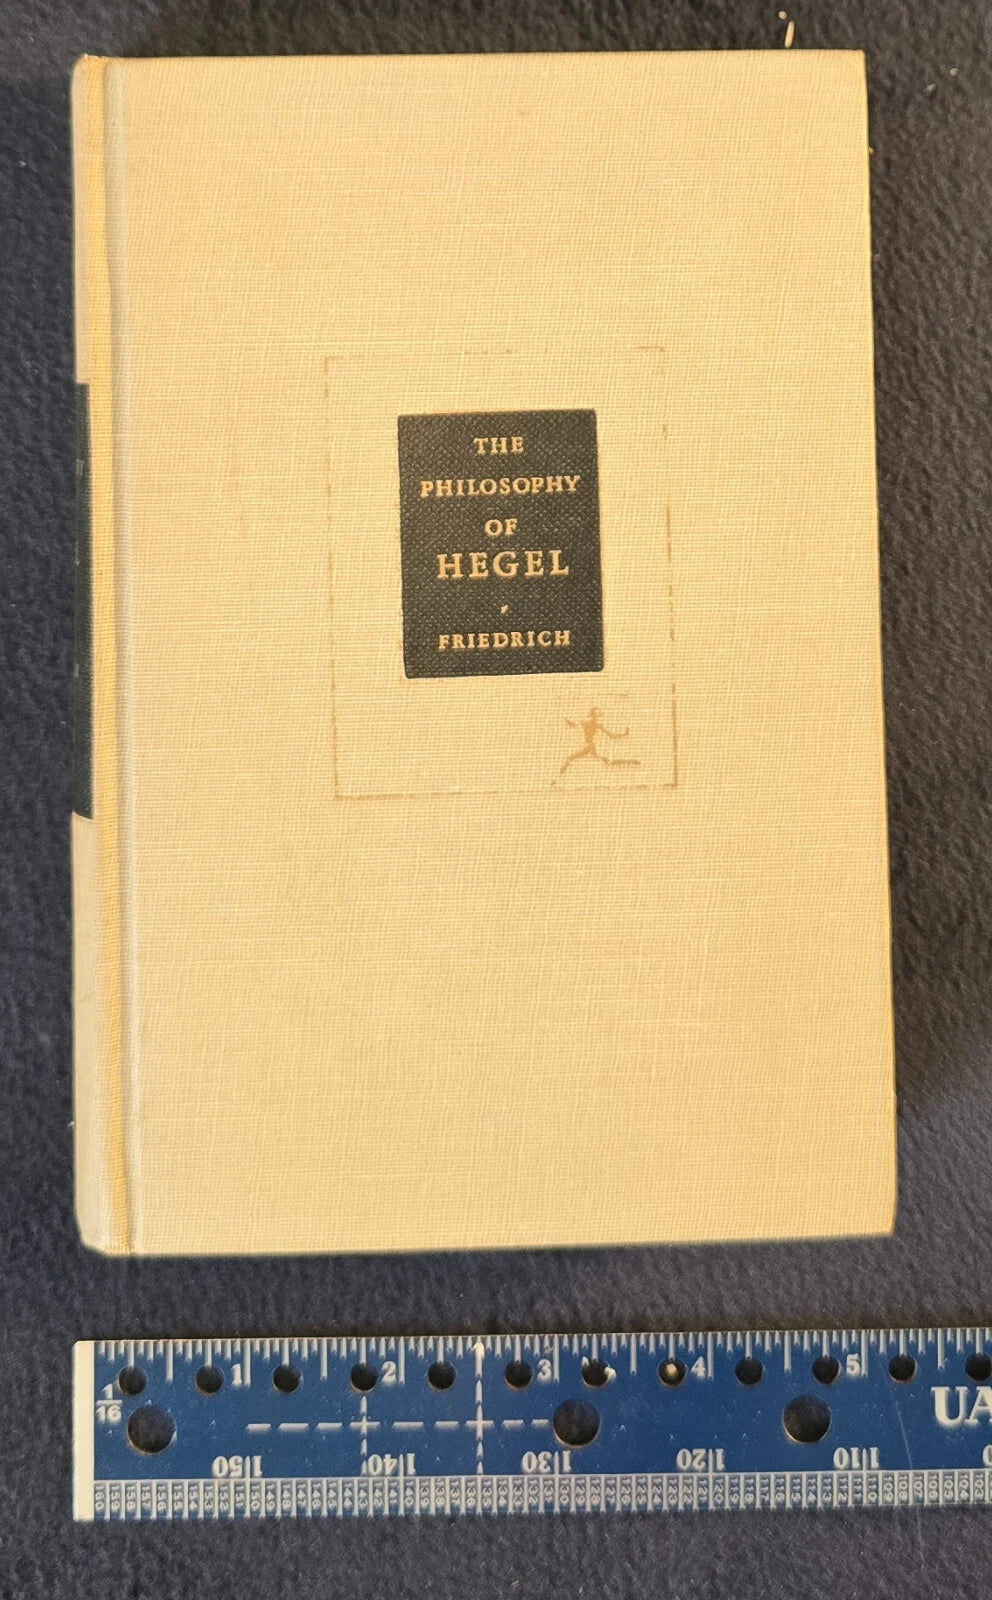 THE
PHILOSOPHY
OF
HEGEL
FRIEDRICH
1 2 3 4 5
1
16
UA
150 140 130 120 110